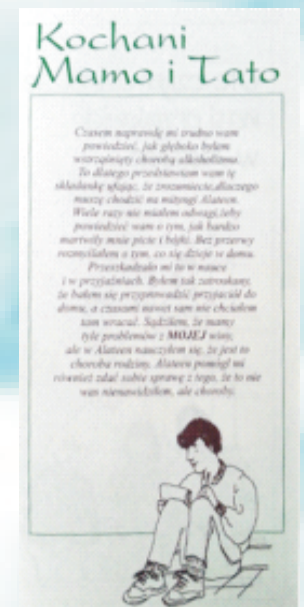 Kochani
Mamo i Tato
Czasem naprawdę mi trudno wam
powiedzieć, jak głęboko byłem
wstrząśnięty chorobą alkoholizmu.
To dlatego przedstawiam wam tę
składankę ufając, że zrozumiecie,dlaczego
muszę chodzić na mityngi Alateen.
Wiele razy nie miałem odwagi,żeby
powiedzieć wam o tym, jak bardzo
martwiły mnie picie i bójki. Bez przerwy
rozmyślałem o tym, co się dzieje w domu.
Przeszkadzało mi to w nauce
i w przyjaźniach. Byłem tak zatroskany,
że bałem się przyprowadzić przyjaciół do
domu, a czasami nawet sam nie chciałem
tam wracać. Sądziłem, że mamy
tyle problemów z MOJEJ winy,
ale w Alateen nauczyłem się, że jest to
choroba rodziny. Alateen pomógł mi
również zdać sobie sprawę z tego, że to nie
was nienawidziłem, ale choroby.